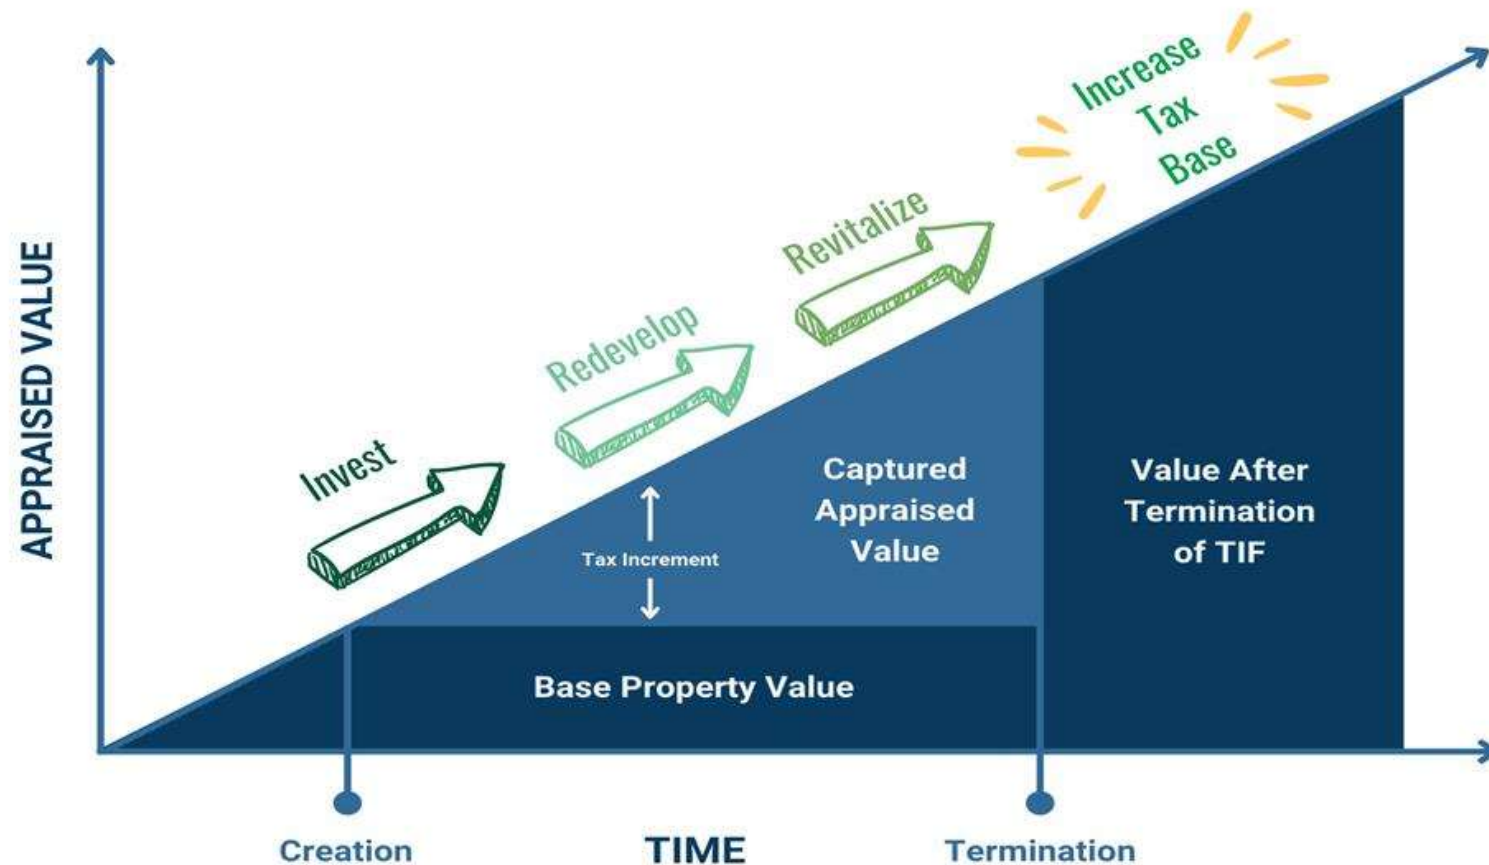 Increase
Tax
Base
Revitalize
Redevelop
Invest
APPRAISED VALUE
Captured
Appraised
Value
Value After
Termination
of TIF
Tax Increment
Base Property Value
Creation
TIME
Termination